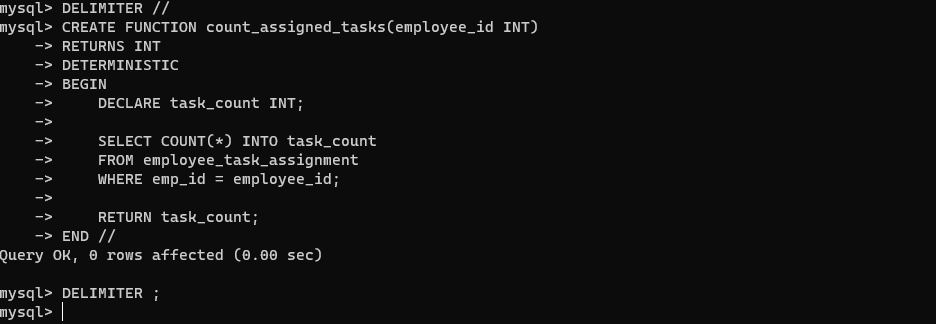 mysql> DELIMITER //
mysql> CREATE FUNCTION count_assigned_tasks(employee_id INT)
    -> RETURNS INT
    -> DETERMINISTIC
    -> BEGIN
    ->     DECLARE task_count INT;
    ->
    ->     SELECT COUNT(*) INTO task_count
    ->     FROM employee_task_assignment
    ->     WHERE emp_id = employee_id;
    ->
    ->     RETURN task_count;
    -> END //
Query OK, 0 rows affected (0.00 sec)

mysql> DELIMITER ;
mysql>